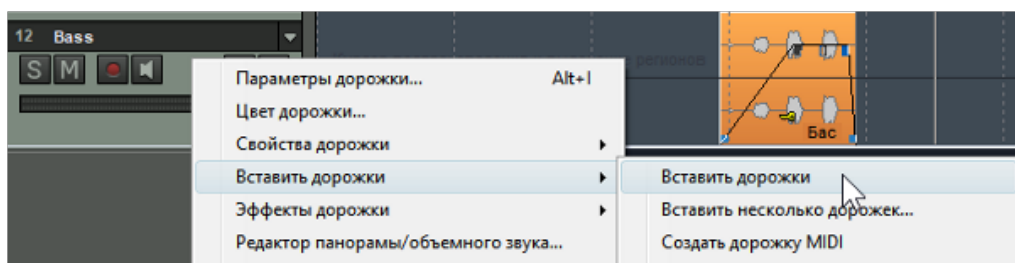 12 Bass
S M
регионов
Параметры дорожки... Alt+I
Цвет дорожки...
Свойства дорожки
Бас
Вставить дорожки
Вставить дорожки
Эффекты дорожки
Вставить несколько дорожек...
Редактор панорамы/объемного звука...
Создать дорожку MIDI